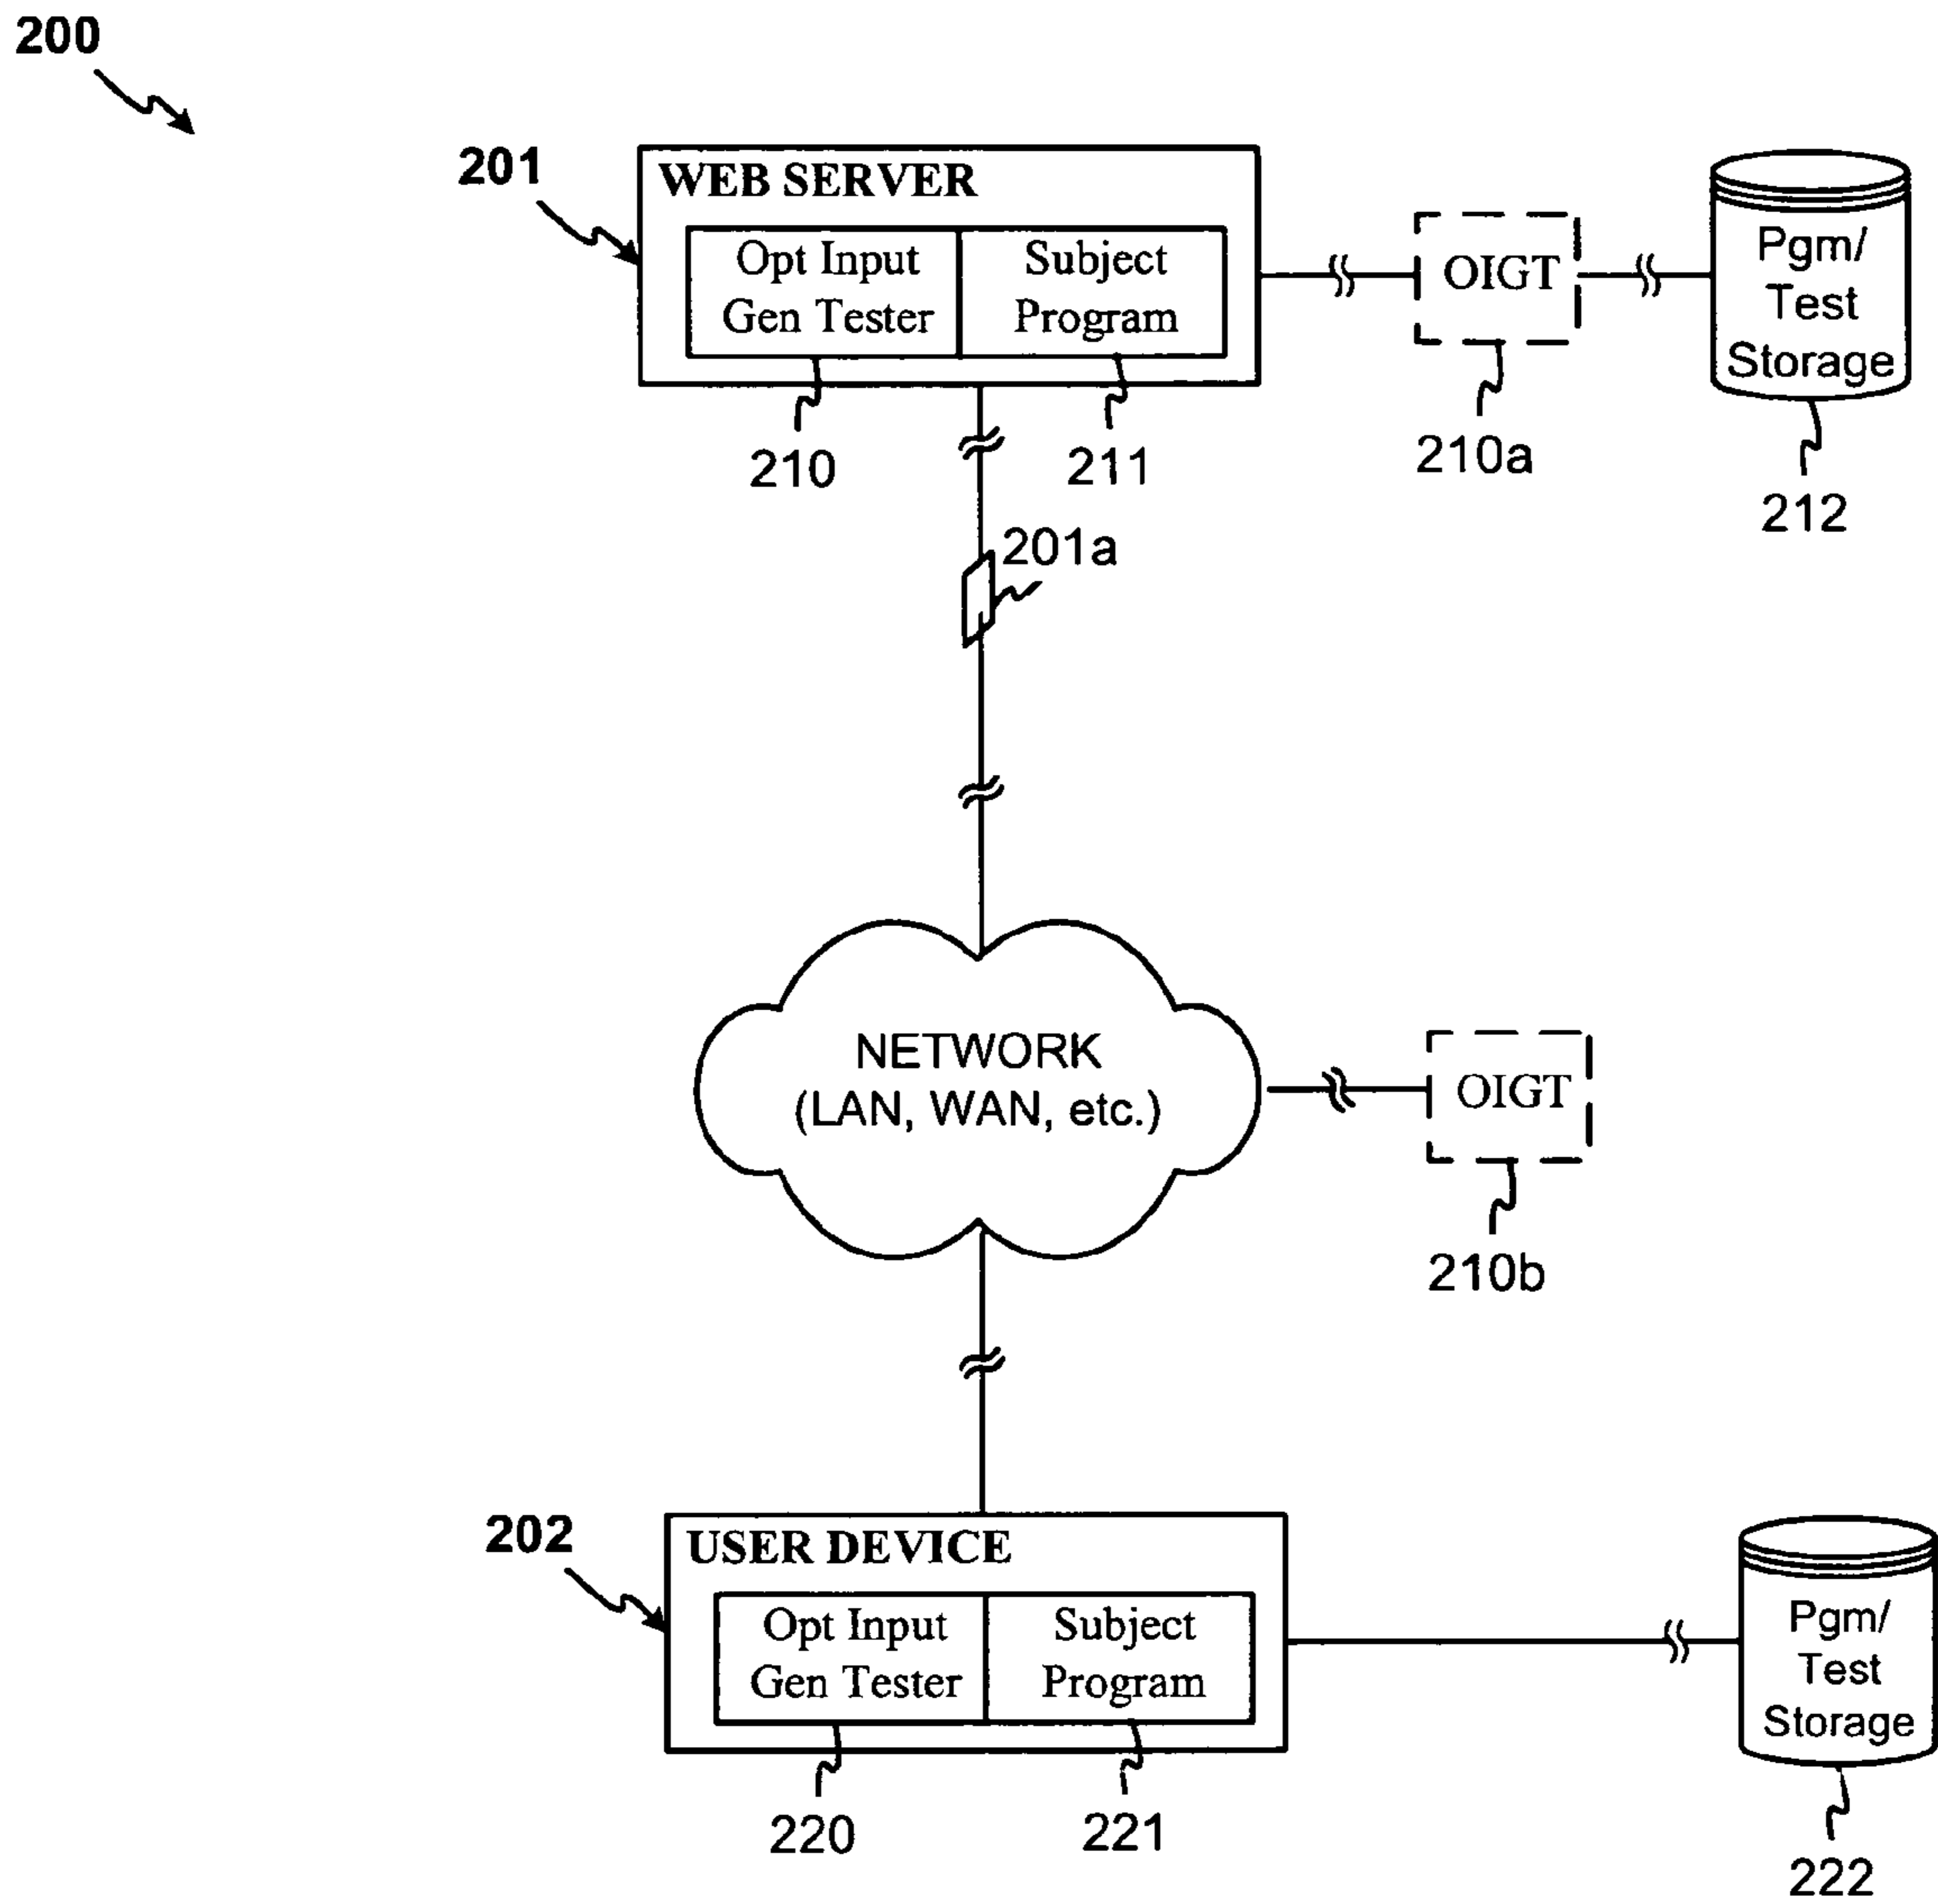 200
201
WEB SERVER
Opt Input
Gen Tester
Subject
Program
OIGT
Pgm/
Test
Storage
210
211
210a
212
201a
NETWORK
(LAN, WAN, etc.)
OIGT
210b
202
USER DEVICE
Opt Input
Gen Tester
Subject
Program
Pgm/
Test
Storage
220
221
222